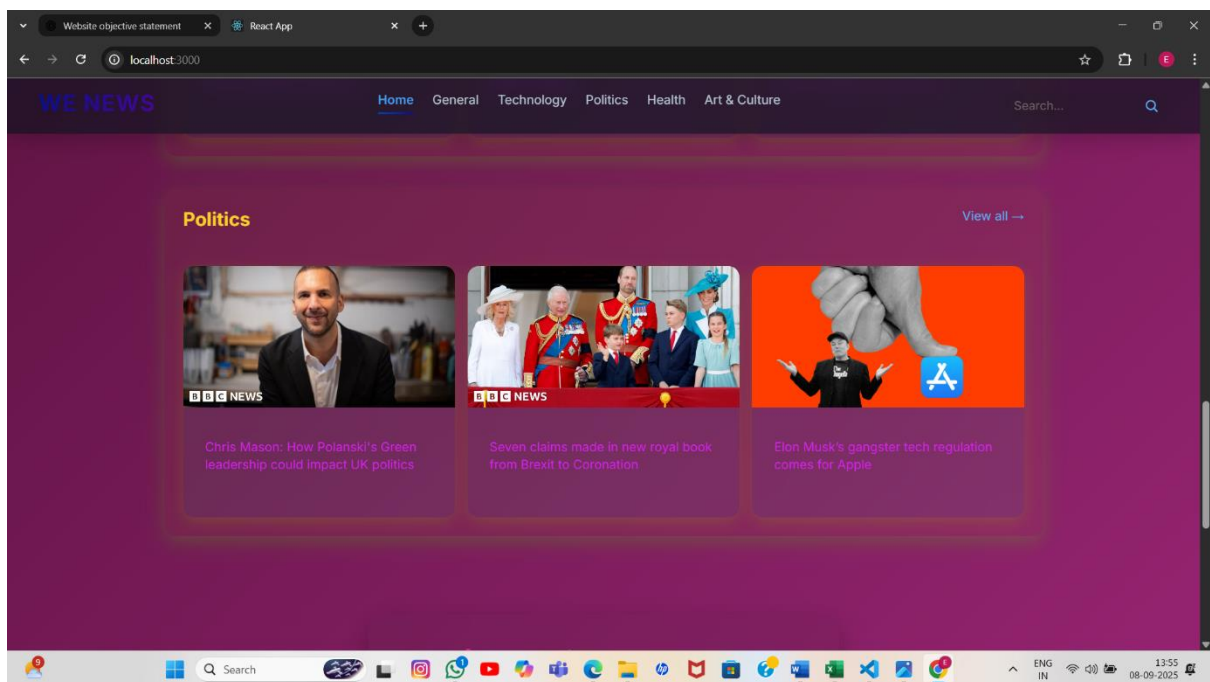 Website objective statement
React App
localhost:3000
E
WE NEWS
Home General Technology Politics Health Art & Culture
Search...
Politics
View all →
BBC NEWS
Chris Mason: How Polanski's Green
leadership could impact UK politics
BBC NEWS
Seven claims made in new royal book
from Brexit to Coronation
Elon Musk's gangster tech regulation
comes for Apple
9
Search
ENG
IN
13:55
08-09-2025